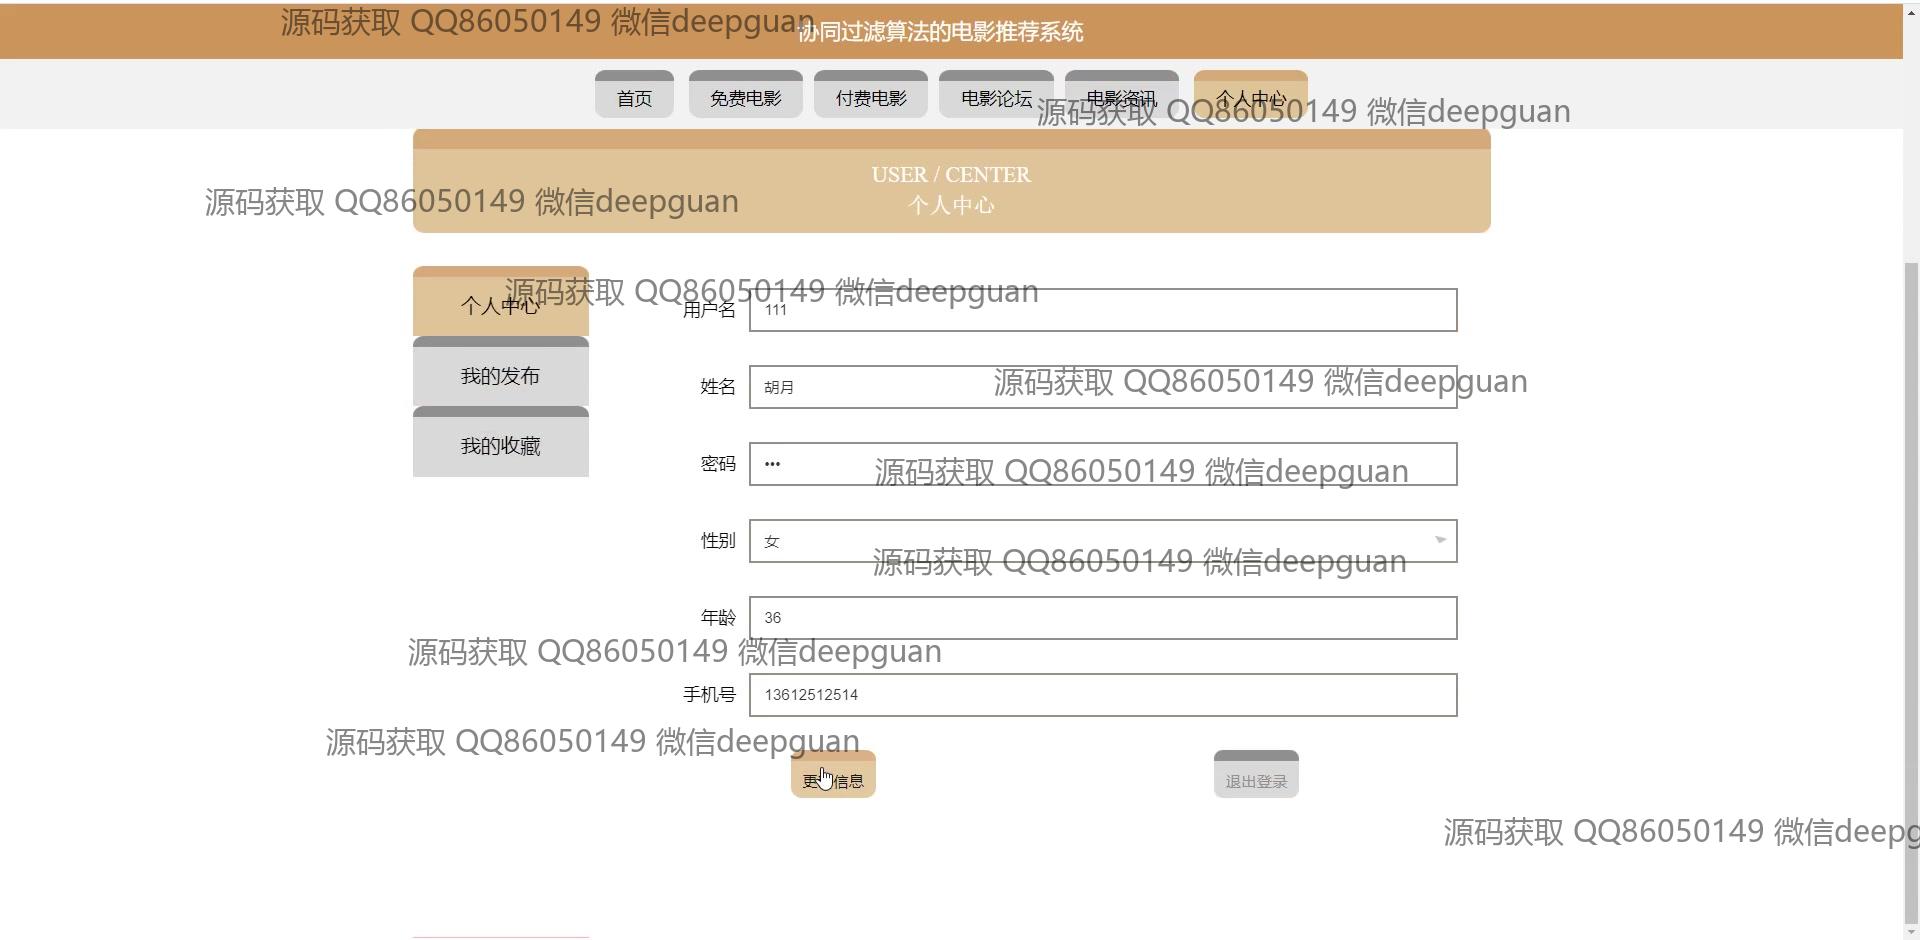 源码获取 QQ86050149 微信deepguan
协同过滤算法的电影推荐系统
首页 免费电影 付费电影 电影论坛 电影资讯 个人中心
源码获取 QQ86050149 微信deepguan
USER / CENTER
源码获取 QQ86050149 微信deepguan
个人中心
源码获取 QQ86050149 微信deepguan
个人中心
用户名 111
我的发布
姓名 胡月
源码获取 QQ86050149 微信deepguan
我的收藏
密码 •••
源码获取 QQ86050149 微信deepguan
性别 女
源码获取 QQ86050149 微信deepguan
年龄 36
源码获取 QQ86050149 微信deepguan
手机号 13612512514
源码获取 QQ86050149 微信deepguan
信息 退出登录
源码获取 QQ86050149 微信deepg